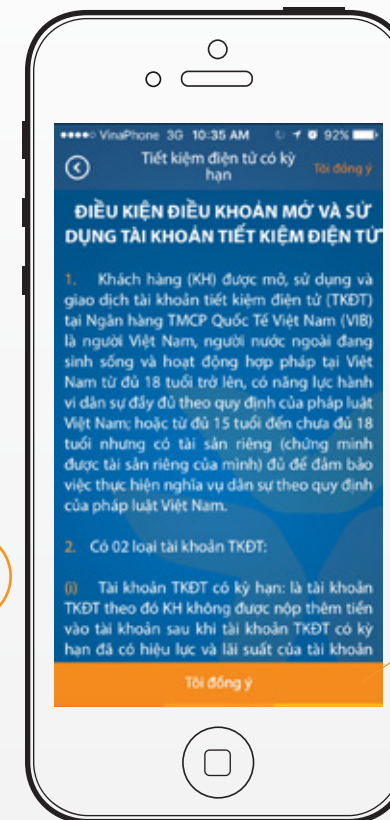 VinaPhone 3G 10:35 AM 92%
Tiết kiệm điện tử có kỳ
hạn
Tôi đồng ý
ĐIỀU KIỆN ĐIỀU KHOẢN MỞ VÀ SỬ
DỤNG TÀI KHOẢN TIẾT KIỆM ĐIỆN TỬ
1. Khách hàng (KH) được mở, sử dụng và
giao dịch tài khoản tiết kiệm điện tử (TKĐT)
tại Ngân hàng TMCP Quốc Tế Việt Nam (VIB)
là người Việt Nam, người nước ngoài đang
sinh sống và hoạt động hợp pháp tại Việt
Nam từ đủ 18 tuổi trở lên, có năng lực hành
vi dân sự đầy đủ theo quy định của pháp luật
Việt Nam; hoặc từ đủ 15 tuổi đến chưa đủ 18
tuổi nhưng có tài sản riêng (chứng minh
được tài sản riêng của mình) đủ để đảm bảo
việc thực hiện nghĩa vụ dân sự theo quy định
của pháp luật Việt Nam.
2. Có 02 loại tài khoản TKĐT:
(i) Tài khoản TKĐT có kỳ hạn: là tài khoản
TKĐT theo đó KH không được nộp thêm tiền
vào tài khoản sau khi tài khoản TKĐT có kỳ
hạn đã có hiệu lực và lãi suất của tài khoản
Tôi đồng ý